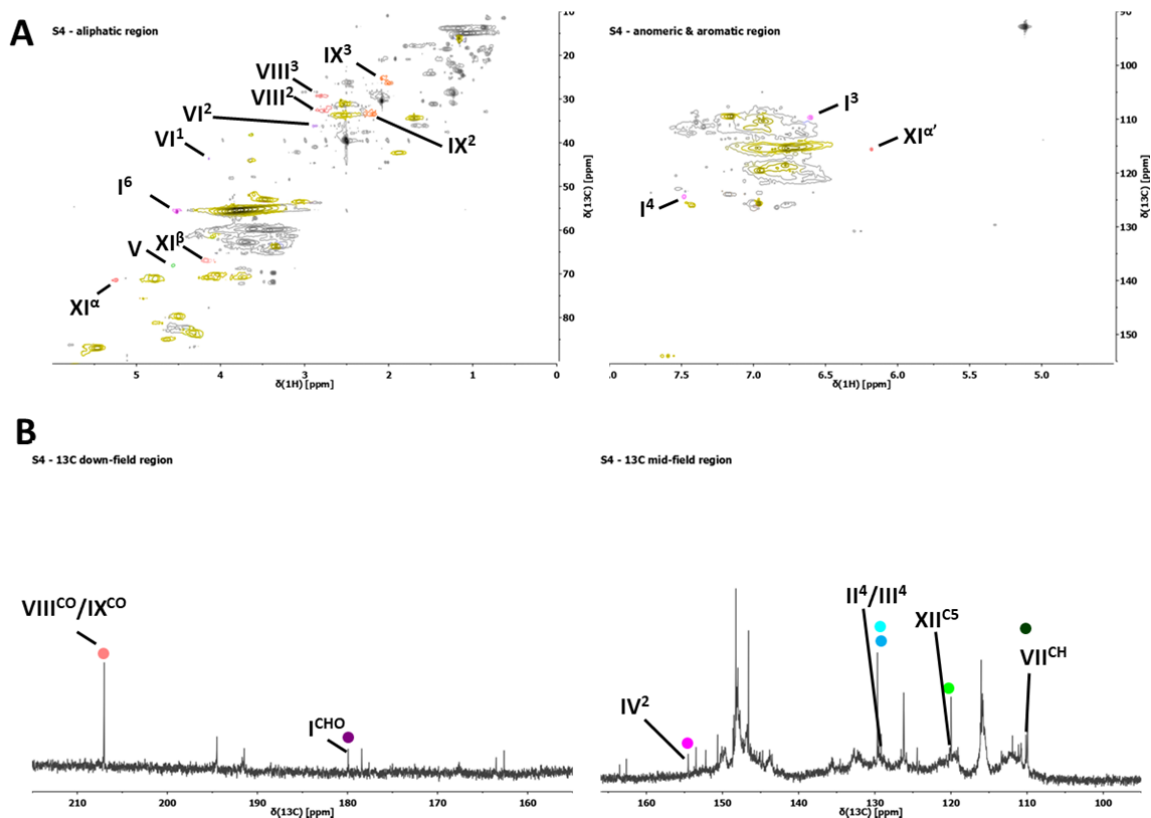 A
S4 - aliphatic region
S4 - anomeric & aromatic region
IX³
VIII³
VIII²
VI²
IX²
VI¹
I⁶
V
XIᵝ
XIᵅ
10
20
30
40
50
60
70
80
δ(13C) [ppm]
5 4 3 2 1 0
δ(1H) [ppm]
I³
XIᵅ′
I⁴
90
100
110
120
130
140
150
δ(13C) [ppm]
7.5 7.0 6.5 6.0 5.5 5.0
δ(1H) [ppm]
B
S4 - 13C down-field region
S4 - 13C mid-field region
VIIIᶜᴼ/IXᶜᴼ
Iᶜᴴᴼ
210 200 190 180 170 160
δ(13C) [ppm]
II⁴/III⁴
XIIᶜ⁵
VIIᶜᴴ
IV²
160 150 140 130 120 110 100
δ(13C) [ppm]